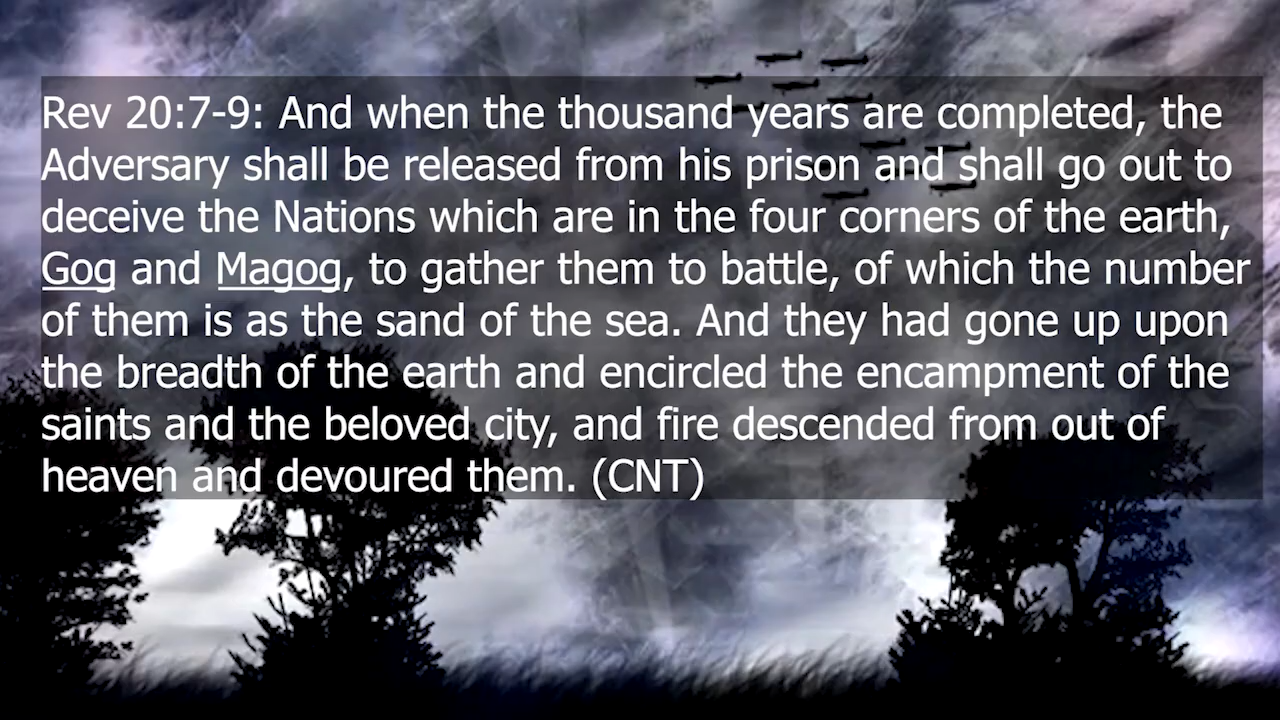 Rev 20:7-9: And when the thousand years are completed, the
Adversary shall be released from his prison and shall go out to
deceive the Nations which are in the four corners of the earth,
Gog and Magog, to gather them to battle, of which the number
of them is as the sand of the sea. And they had gone up upon
the breadth of the earth and encircled the encampment of the
saints and the beloved city, and fire descended from out of
heaven and devoured them. (CNT)